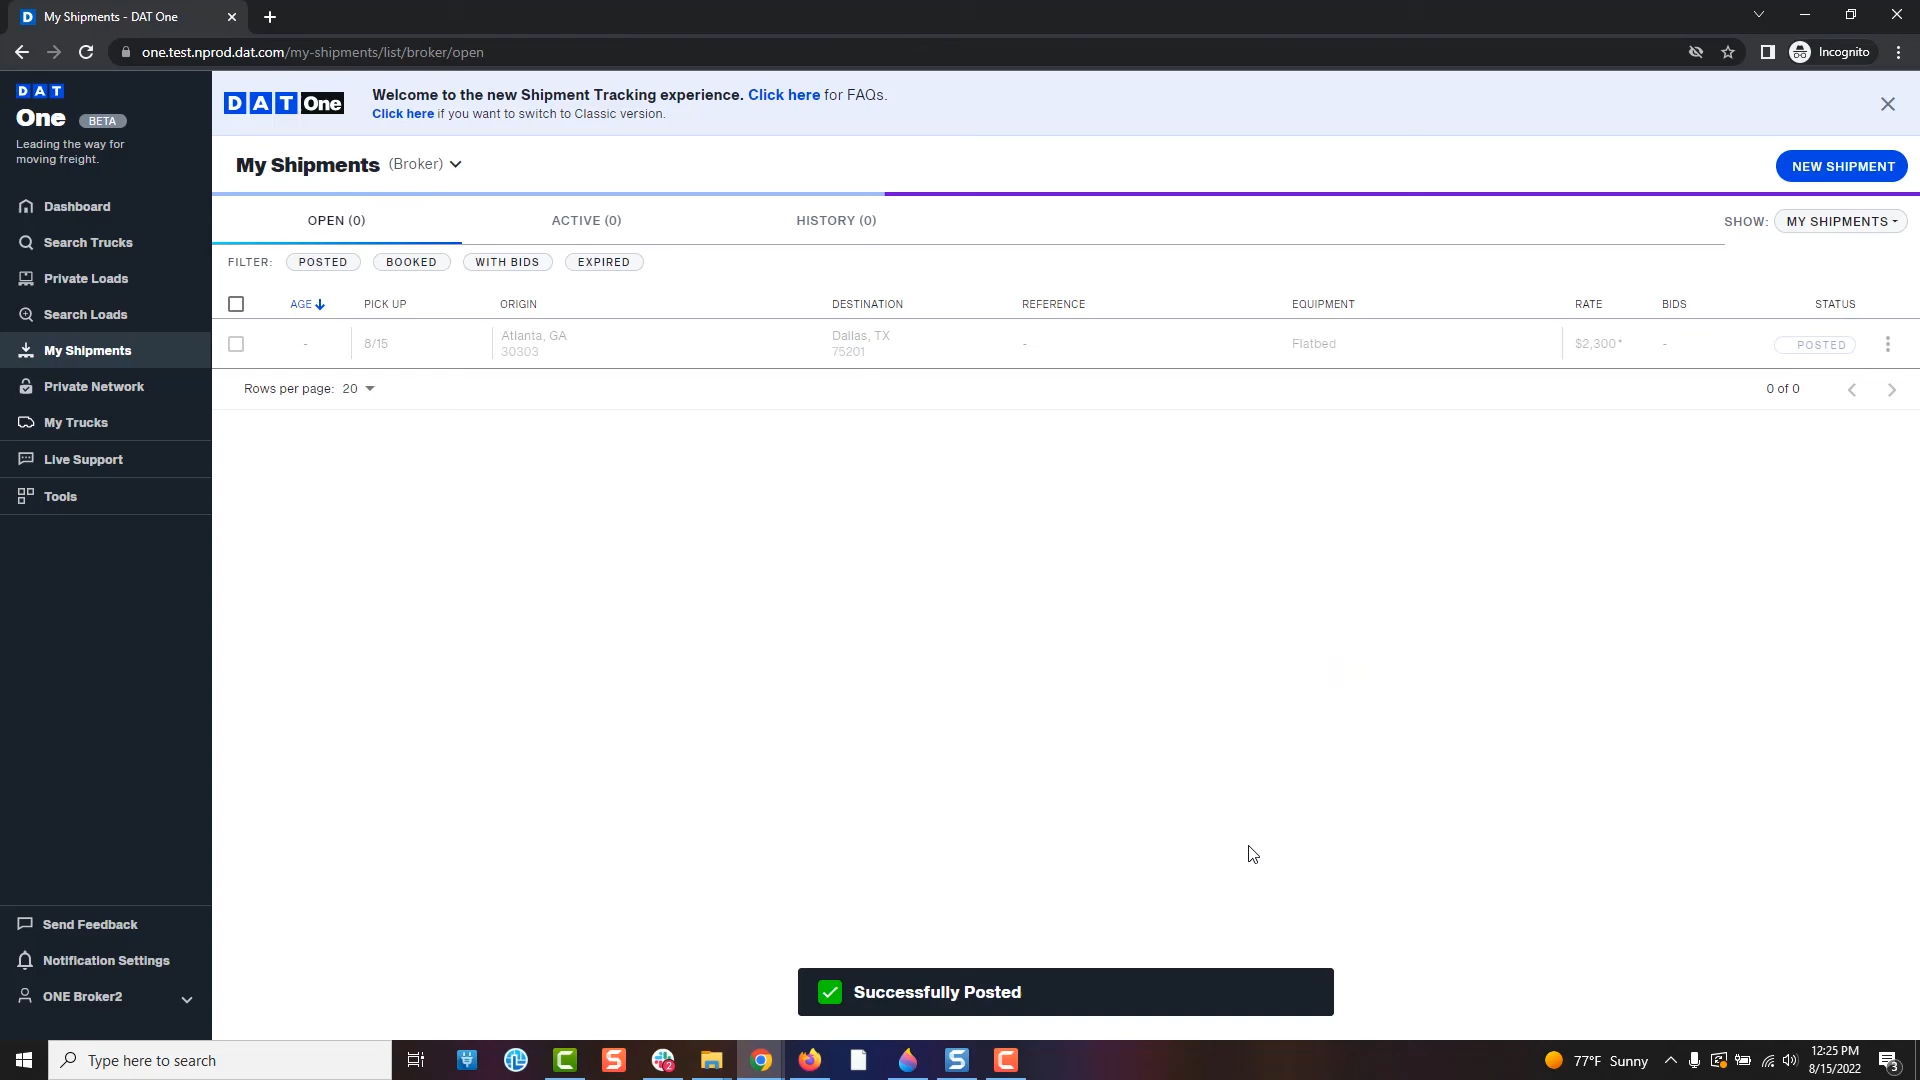 My Shipments - DAT One
one.test.nprod.dat.com/my-shipments/list/broker/open
Incognito
DAT
One BETA
Leading the way for
moving freight.
Dashboard
Search Trucks
Private Loads
Search Loads
My Shipments
Private Network
My Trucks
Live Support
Tools
Send Feedback
Notification Settings
ONE Broker2
DAT One
Welcome to the new Shipment Tracking experience. Click here for FAQs.
Click here if you want to switch to Classic version.
My Shipments (Broker)
NEW SHIPMENT
OPEN (0) ACTIVE (0) HISTORY (0)
SHOW: MY SHIPMENTS
FILTER: POSTED BOOKED WITH BIDS EXPIRED
AGE PICK UP ORIGIN DESTINATION REFERENCE EQUIPMENT RATE BIDS STATUS
- 8/15 Atlanta, GA Dallas, TX - Flatbed $2,300* - POSTED
30303 75201
Rows per page: 20
0 of 0
Successfully Posted
Type here to search
2
77°F Sunny
12:25 PM
8/15/2022
3